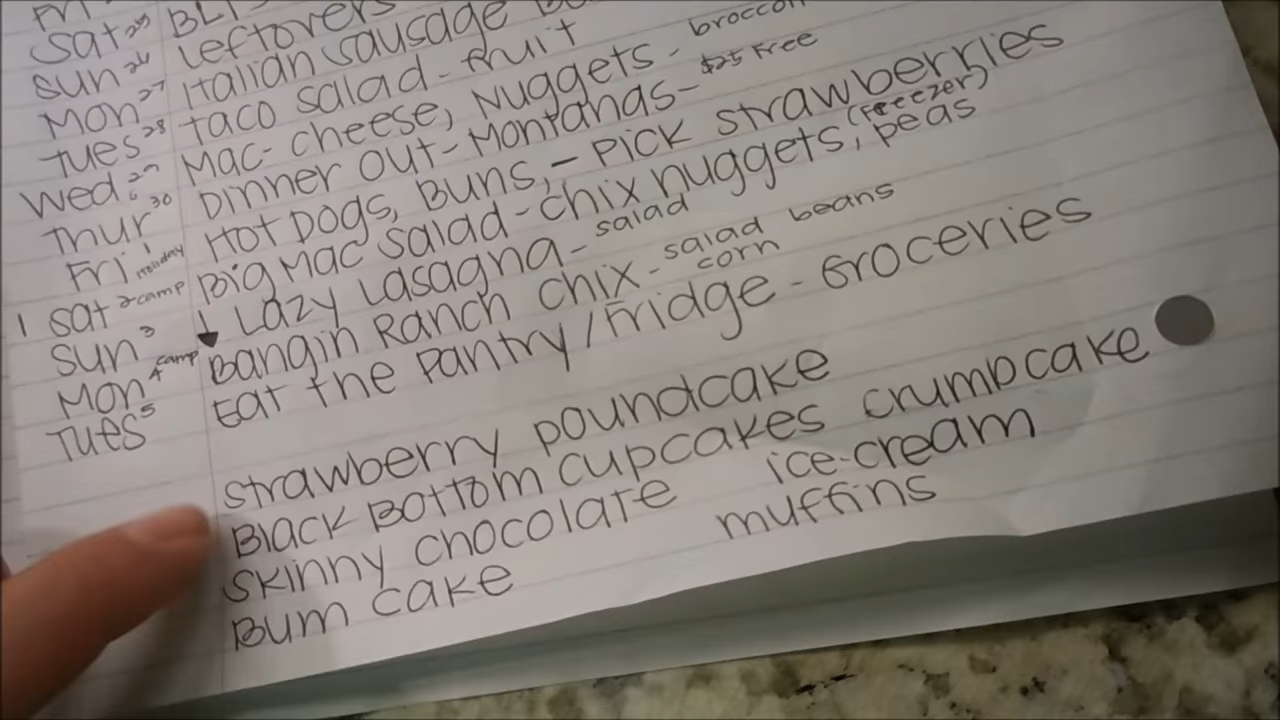 Fri
Sat 25 BLT
Sun 26 Leftovers
Mon 27 Italian Sausage
Tues 28 Taco salad - fruit
Wed 29 Mac-cheese, Nuggets - broccoli
Thur 30 Dinner out - Montanas - $25 Free
Fri 1 Holiday Hot Dogs, Buns, - Pick strawberries
1 Sat 2 camp Big Mac Salad - chix nuggets, peas (freezer)
Sun 3 Lazy Lasagna - salad
Mon 4 camp Bangin Ranch chix - salad beans
corn
Tues 5 Eat the Pantry/Fridge - Groceries
Strawberry poundcake
Black Bottom cupcakes crumpcake
Skinny chocolate ice-cream
Bum cake muffins